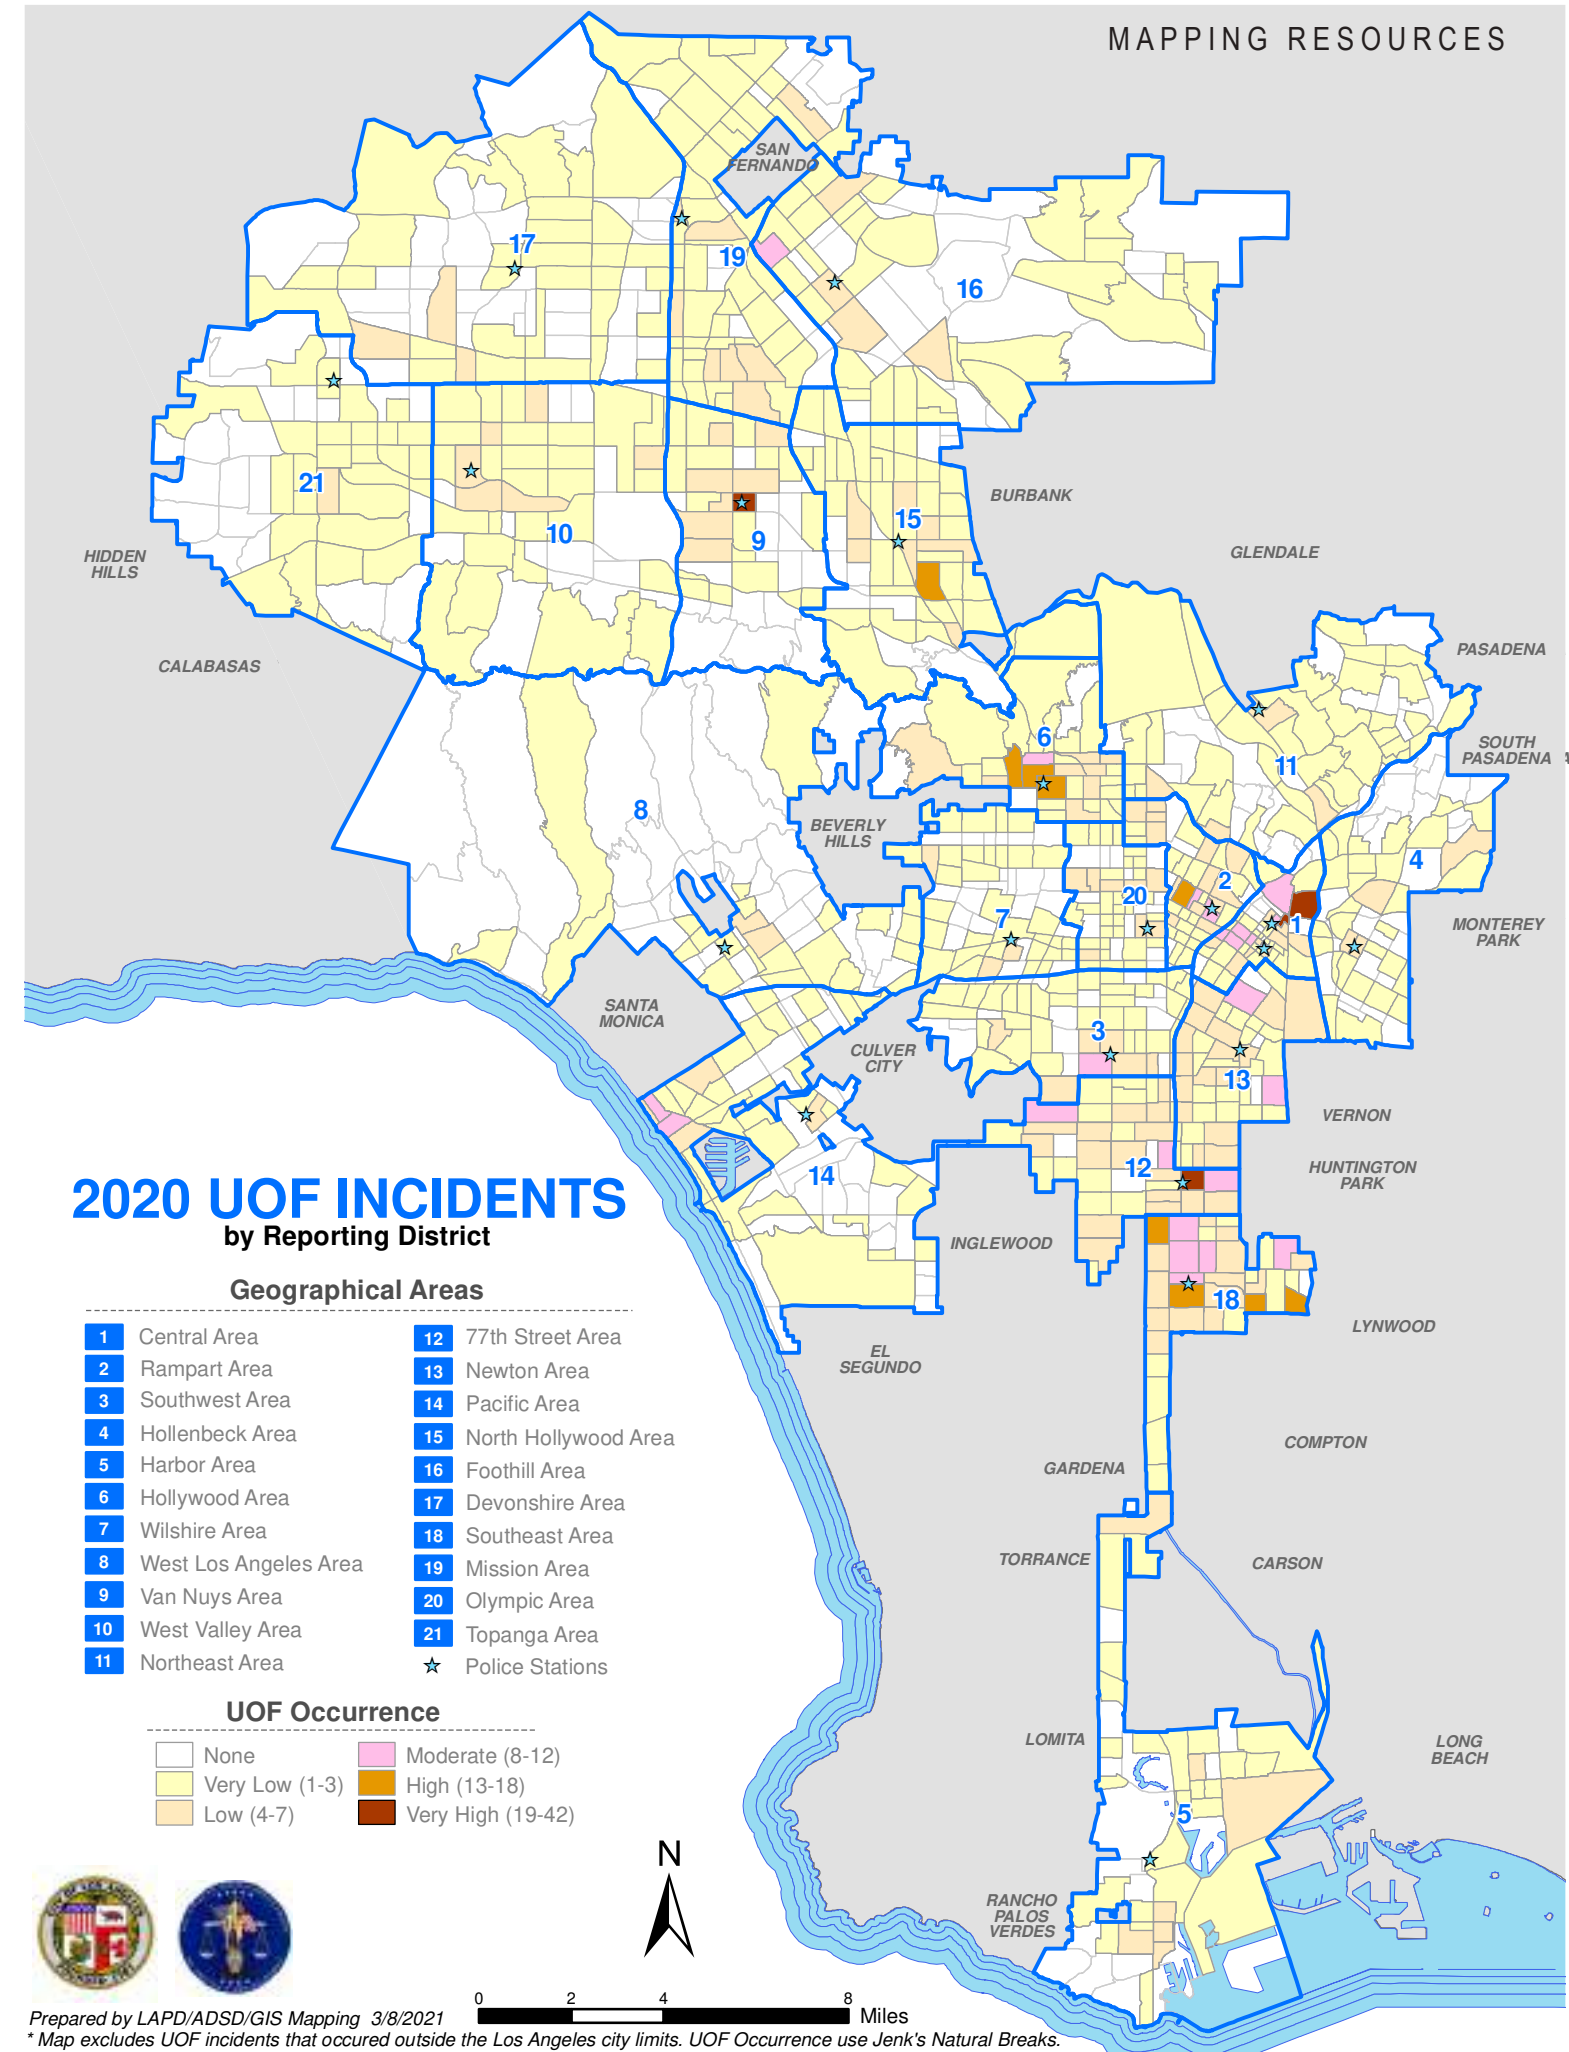 MAPPING RESOURCES
SAN
FERNANDO
17
19
16
21
10
9
15
BURBANK
GLENDALE
HIDDEN
HILLS
CALABASAS
PASADENA
SOUTH
PASADENA
6
11
8
BEVERLY
HILLS
4
2
20
7
1
MONTEREY
PARK
SANTA
MONICA
3
CULVER
CITY
13
VERNON
12
14
HUNTINGTON
PARK
INGLEWOOD
18
LYNWOOD
EL
SEGUNDO
COMPTON
GARDENA
TORRANCE
CARSON
LOMITA
LONG
BEACH
5
RANCHO
PALOS
VERDES
2020 UOF INCIDENTS
by Reporting District
Geographical Areas
1 Central Area
2 Rampart Area
3 Southwest Area
4 Hollenbeck Area
5 Harbor Area
6 Hollywood Area
7 Wilshire Area
8 West Los Angeles Area
9 Van Nuys Area
10 West Valley Area
11 Northeast Area
12 77th Street Area
13 Newton Area
14 Pacific Area
15 North Hollywood Area
16 Foothill Area
17 Devonshire Area
18 Southeast Area
19 Mission Area
20 Olympic Area
21 Topanga Area
Police Stations
UOF Occurrence
None
Very Low (1-3)
Low (4-7)
Moderate (8-12)
High (13-18)
Very High (19-42)
N
0 2 4 8
Miles
Prepared by LAPD/ADSD/GIS Mapping 3/8/2021
* Map excludes UOF incidents that occured outside the Los Angeles city limits. UOF Occurrence use Jenk's Natural Breaks.